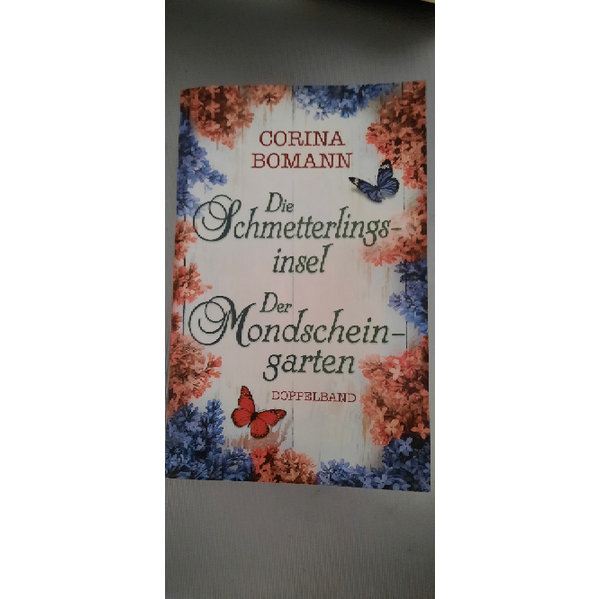 CORINA
BOMANN
Die
Schmetterlings-
insel
Der
Mondschein-
garten
DOPPELBAND